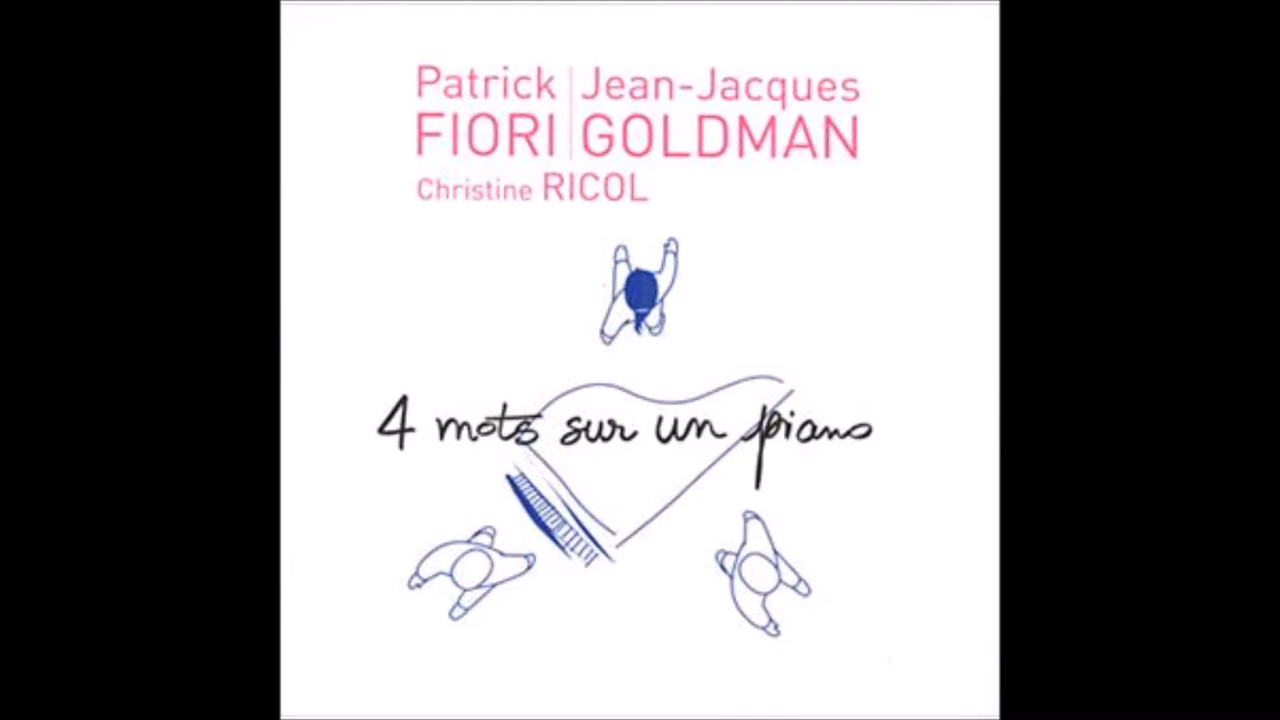 Patrick Jean-Jacques
FIORI GOLDMAN
Christine RICOL
4 mots sur un piano